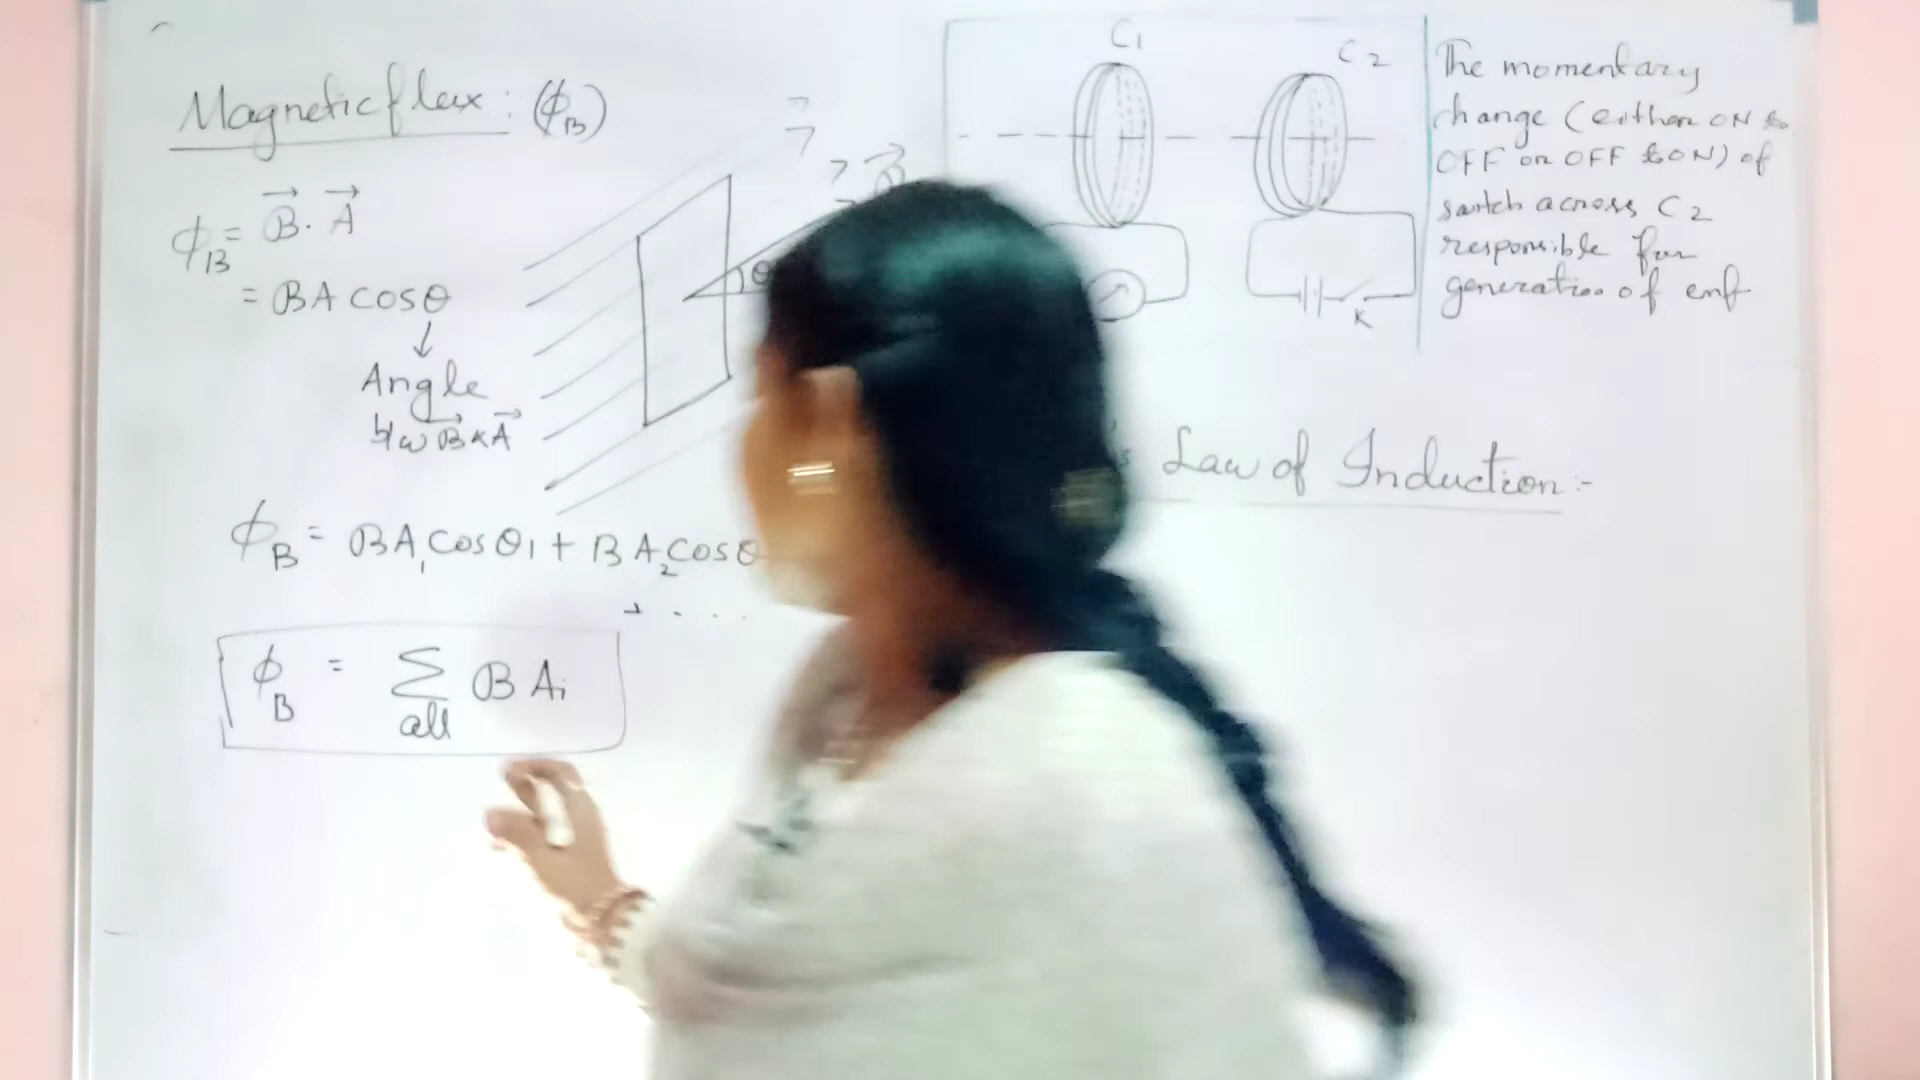 Magnetic flux : (ϕB)
ϕB = B⃗ . A⃗
= BA cosθ
↓
Angle
b/w B⃗ & A⃗
ϕB = BA1 cosθ1 + BA2 cosθ
+ . . . .
ϕB = Σall B Ai
θ
C1
C2
K
The momentary
change (either ON to
OFF or OFF to ON) of
switch across C2
responsible for
generation of emf
Law of Induction :-